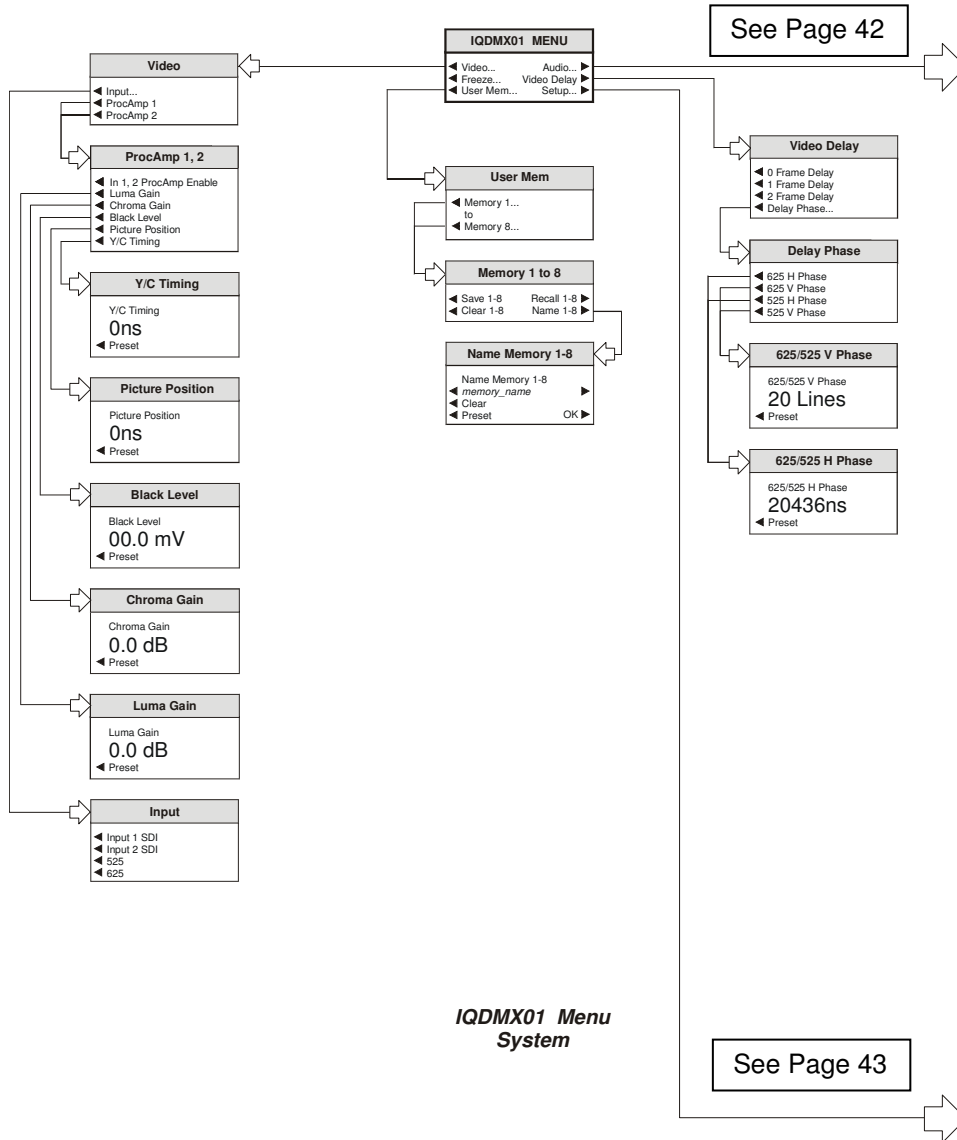 See Page 42
IQDMX01 MENU
◄ Video... Audio... ►
◄ Freeze... Video Delay ►
◄ User Mem... Setup... ►
Video
◄ Input...
◄ ProcAmp 1
◄ ProcAmp 2
ProcAmp 1, 2
◄ In 1, 2 ProcAmp Enable
◄ Luma Gain
◄ Chroma Gain
◄ Black Level
◄ Picture Position
◄ Y/C Timing
Y/C Timing
Y/C Timing
0ns
◄ Preset
Picture Position
Picture Position
0ns
◄ Preset
Black Level
Black Level
00.0 mV
◄ Preset
Chroma Gain
Chroma Gain
0.0 dB
◄ Preset
Luma Gain
Luma Gain
0.0 dB
◄ Preset
Input
◄ Input 1 SDI
◄ Input 2 SDI
◄ 525
◄ 625
User Mem
◄ Memory 1...
to
◄ Memory 8...
Memory 1 to 8
◄ Save 1-8 Recall 1-8 ►
◄ Clear 1-8 Name 1-8 ►
Name Memory 1-8
Name Memory 1-8
◄ memory_name ►
◄ Clear
◄ Preset OK ►
Video Delay
◄ 0 Frame Delay
◄ 1 Frame Delay
◄ 2 Frame Delay
◄ Delay Phase...
Delay Phase
◄ 625 H Phase
◄ 625 V Phase
◄ 525 H Phase
◄ 525 V Phase
625/525 V Phase
625/525 V Phase
20 Lines
◄ Preset
625/525 H Phase
625/525 H Phase
20436ns
◄ Preset
IQDMX01 Menu
System
See Page 43